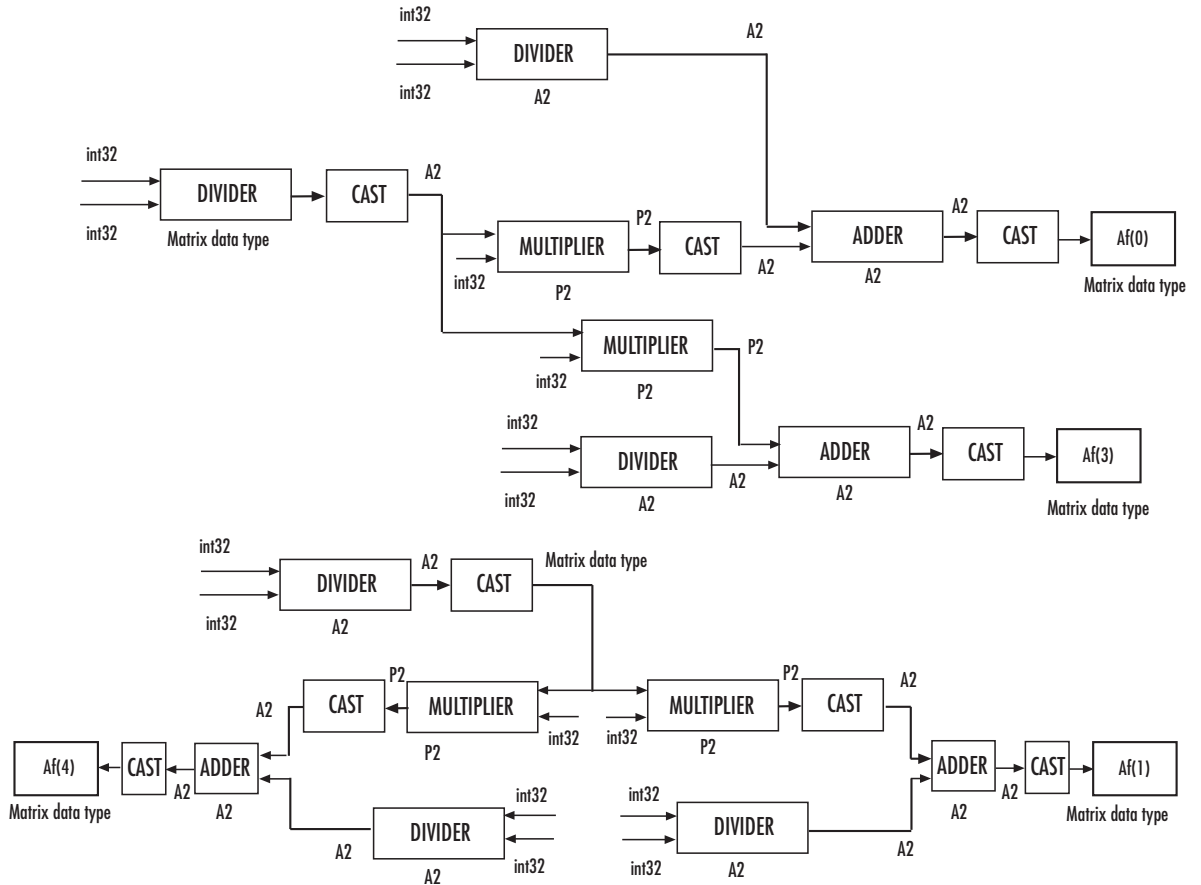 int32
A2
DIVIDER
int32
A2
int32
A2
DIVIDER
CAST
int32
Matrix data type
P2
A2
MULTIPLIER
CAST
ADDER
CAST
Af(0)
int32
A2
A2
P2
Matrix data type
MULTIPLIER
P2
int32
P2
int32
A2
DIVIDER
ADDER
CAST
Af(3)
int32
A2
A2
A2
Matrix data type
int32
A2
Matrix data type
DIVIDER
CAST
int32
A2
P2
P2
A2
A2
CAST
MULTIPLIER
MULTIPLIER
CAST
int32
int32
P2
P2
Af(4)
CAST
ADDER
ADDER
CAST
Af(1)
A2
A2
Matrix data type
A2
A2
Matrix data type
int32
int32
DIVIDER
DIVIDER
A2
int32
int32
A2
A2
A2